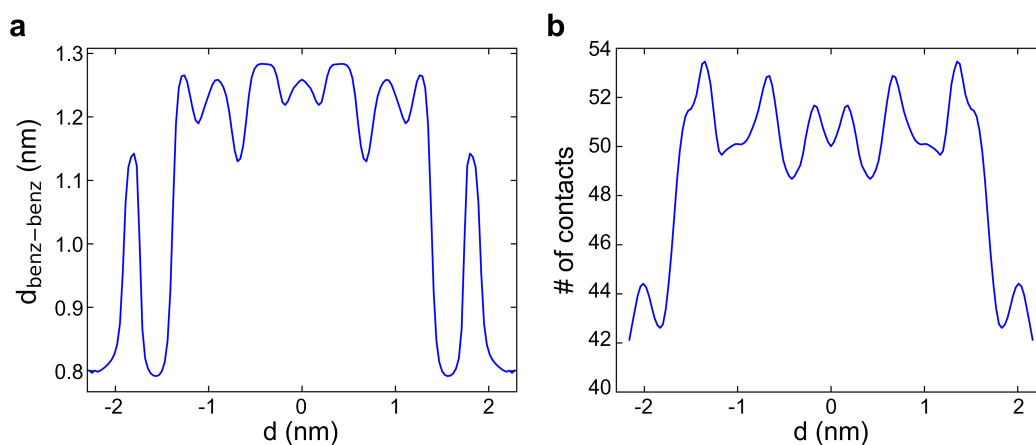 a
b
1.3
1.2
1.1
1.0
0.9
0.8
d_benz−benz (nm)
-2 -1 0 1 2
d (nm)
54
52
50
48
46
44
42
40
# of contacts
-2 -1 0 1 2
d (nm)